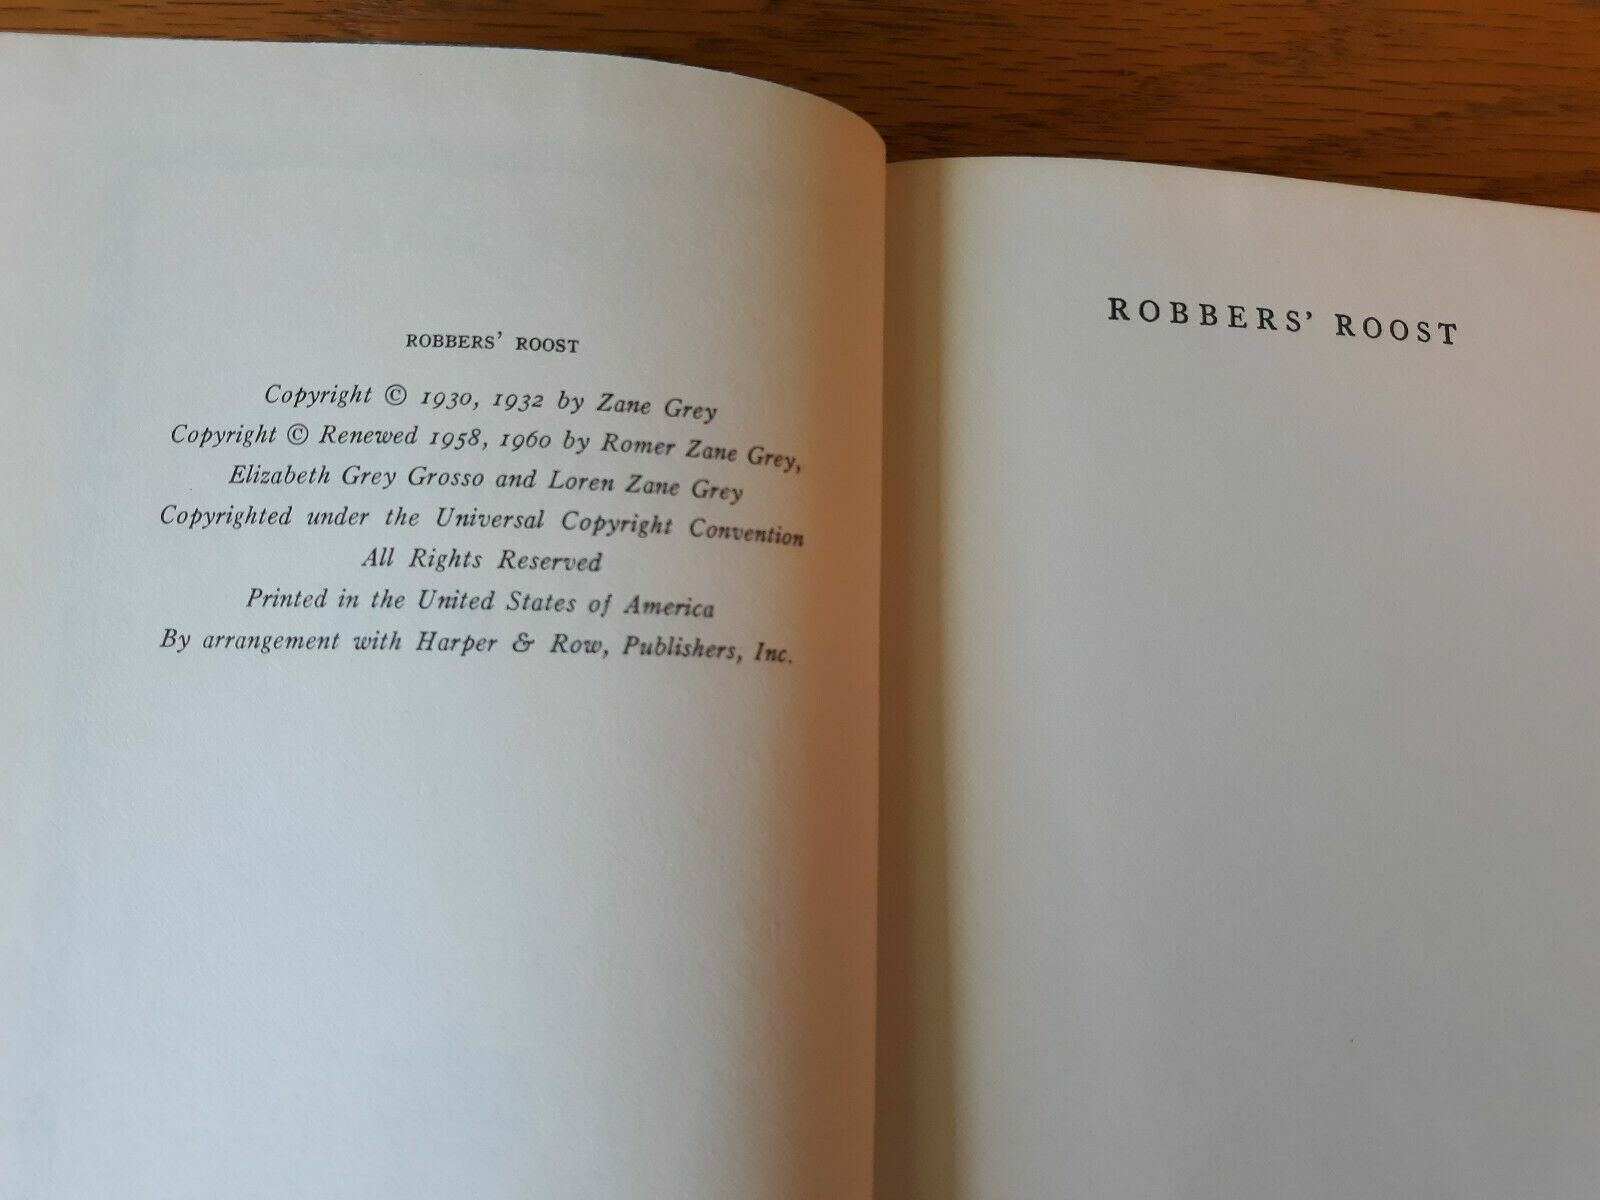 ROBBERS’ ROOST
Copyright © 1930, 1932 by Zane Grey
Copyright © Renewed 1958, 1960 by Romer Zane Grey,
Elizabeth Grey Grosso and Loren Zane Grey
Copyrighted under the Universal Copyright Convention
All Rights Reserved
Printed in the United States of America
By arrangement with Harper & Row, Publishers, Inc.
ROBBERS’ ROOST